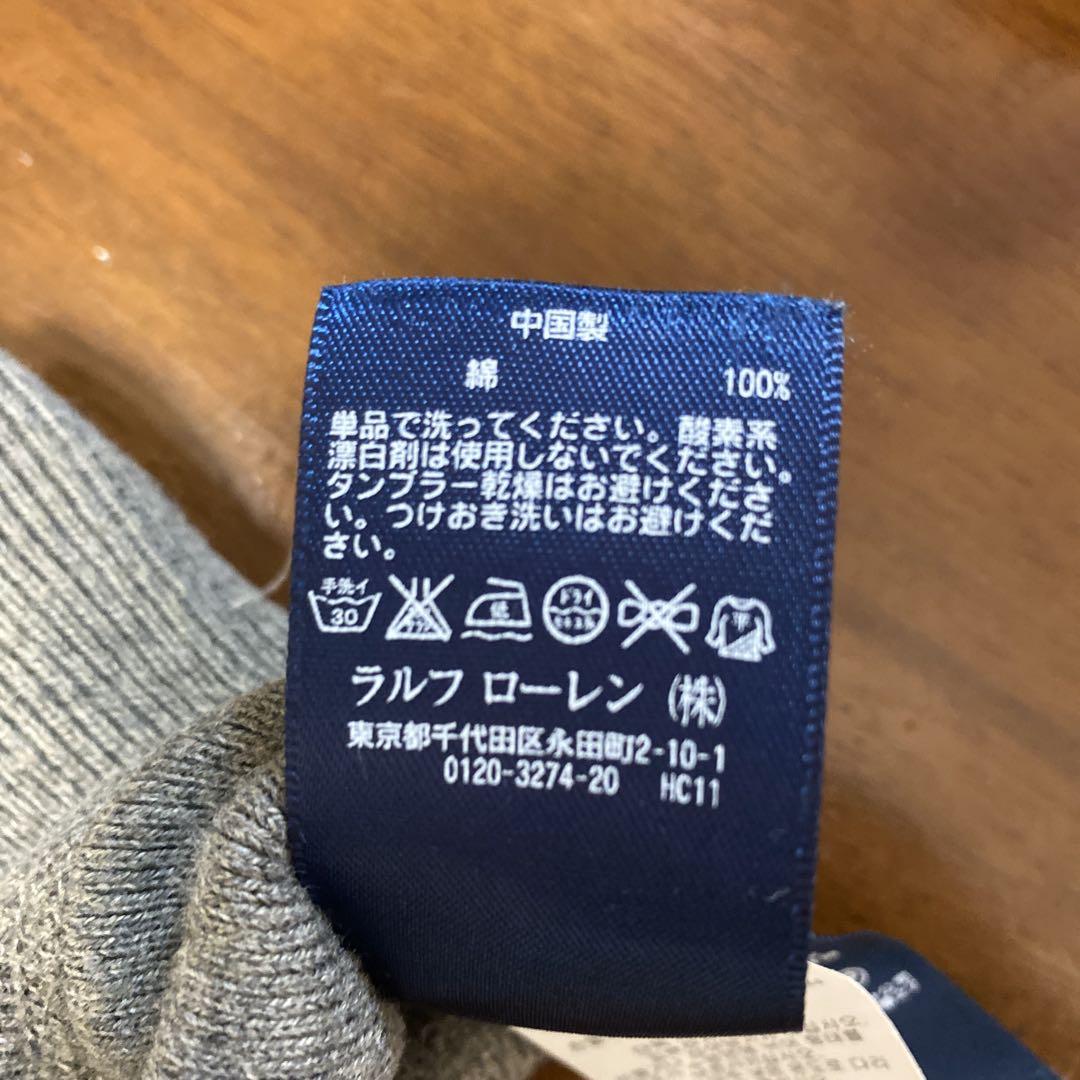 中国製
綿 100%
単品で洗ってください。酸素系
漂白剤は使用しないでください。
タンブラー乾燥はお避けくださ
い。つけおき洗いはお避けくだ
さい。
手洗イ 30 低 ドライ 平
ラルフ ローレン (株)
東京都千代田区永田町2-10-1
0120-3274-20 HC11